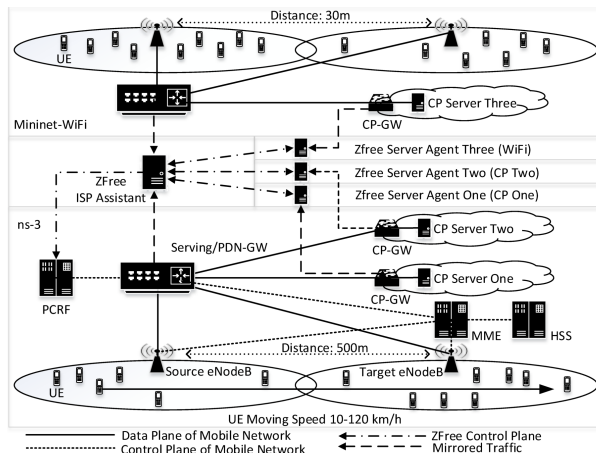 Distance: 30m
UE
CP Server Three
CP-GW
Mininet-WiFi
Zfree Server Agent Three (WiFi)
Zfree Server Agent Two (CP Two)
Zfree Server Agent One (CP One)
ZFree
ISP Assistant
ns-3
Serving/PDN-GW
CP Server Two
CP-GW
CP Server One
CP-GW
PCRF
MME
HSS
Distance: 500m
Source eNodeB
Target eNodeB
UE
UE Moving Speed 10-120 km/h
Data Plane of Mobile Network
ZFree Control Plane
Control Plane of Mobile Network
Mirrored Traffic